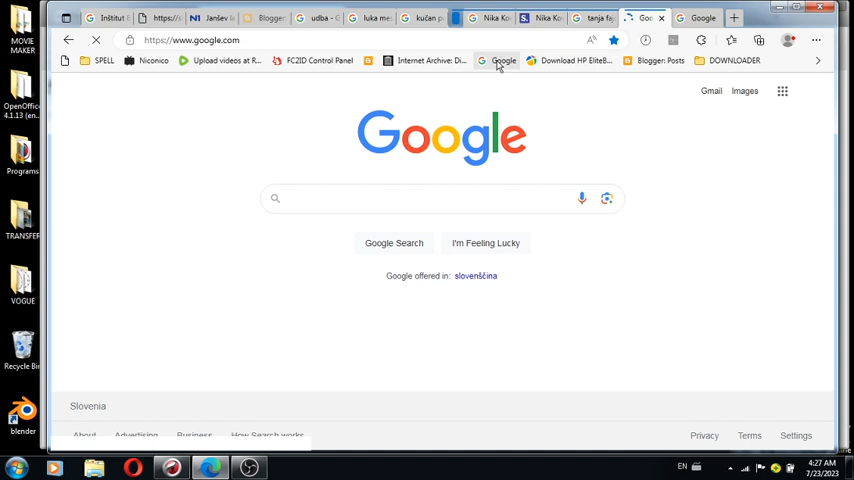 MOVIE
MAKER
OpenOffice
4.1.13 (en...
Programs
TRANSFER
VOGUE
Recycle Bin
blender
Inštitut
https://s
N1 Janšev
Blogger
udba - G
luka me
kučan p
Nika Ko
S. Nika Ko
tanja faj
Goo
Google
https://www.google.com
SPELL
Niconico
Upload videos at R...
FC2ID Control Panel
Internet Archive: Di...
Google
Download HP EliteB...
Blogger: Posts
DOWNLOADER
Gmail Images
Google
Google Search I'm Feeling Lucky
Google offered in: slovenščina
Slovenia
About Advertising Business How Search works
Privacy Terms Settings
EN
4:27 AM
7/23/2023